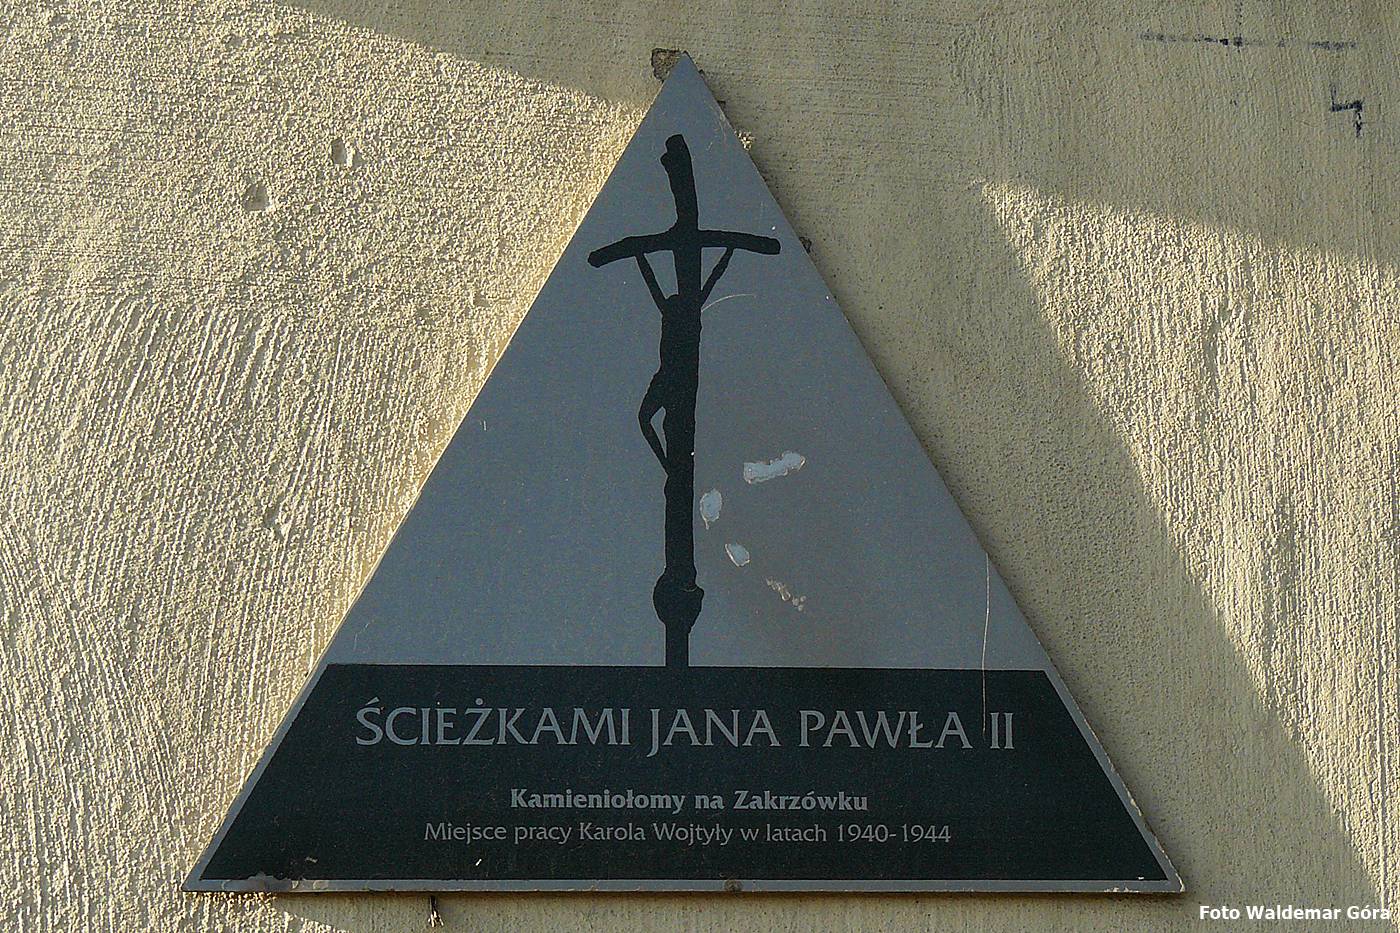 ŚCIEŻKAMI JANA PAWŁA II
Kamieniołomy na Zakrzówku
Miejsce pracy Karola Wojtyły w latach 1940-1944
Foto Waldemar Góra